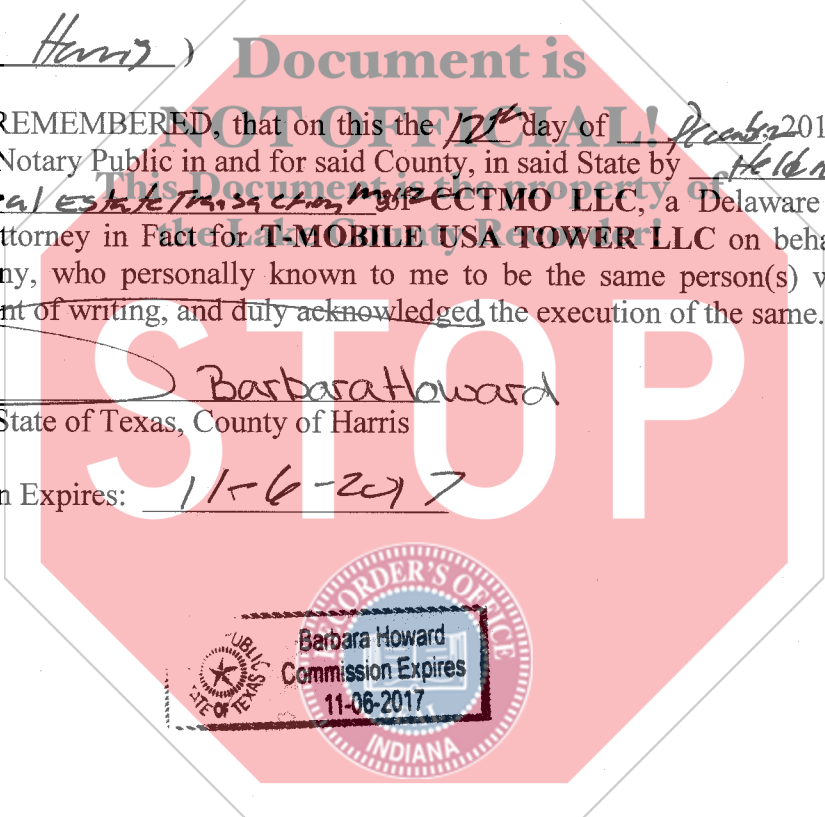 Harris )
Document is
NOT OFFICIAL!
REMEMBERED, that on this the 12th day of December 201
Notary Public in and for said County, in said State by
This Document is the property of
Real Estate Transaction for CCTMO LLC, a Delaware
the Lake County Recorder!
ttorney in Fact for T-MOBILE USA TOWER LLC on beha
ny, who personally known to me to be the same person(s)
nt of writing, and duly acknowledged the execution of the same.
STOP
Barbara Howard
State of Texas, County of Harris
n Expires: 11-6-2017
RECORDER'S OFFICE
Barbara Howard
Commission Expires
11-06-2017
PUBLIC
STATE OF TEXAS
INDIANA